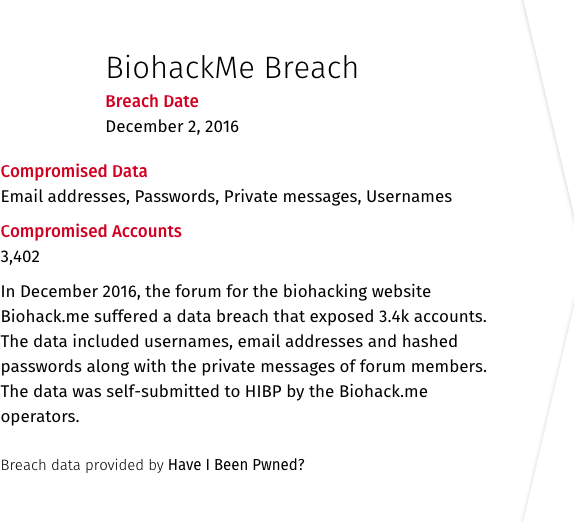 BiohackMe Breach
Breach Date
December 2, 2016
Compromised Data
Email addresses, Passwords, Private messages, Usernames
Compromised Accounts
3,402
In December 2016, the forum for the biohacking website
Biohack.me suffered a data breach that exposed 3.4k accounts.
The data included usernames, email addresses and hashed
passwords along with the private messages of forum members.
The data was self-submitted to HIBP by the Biohack.me
operators.
Breach data provided by Have I Been Pwned?